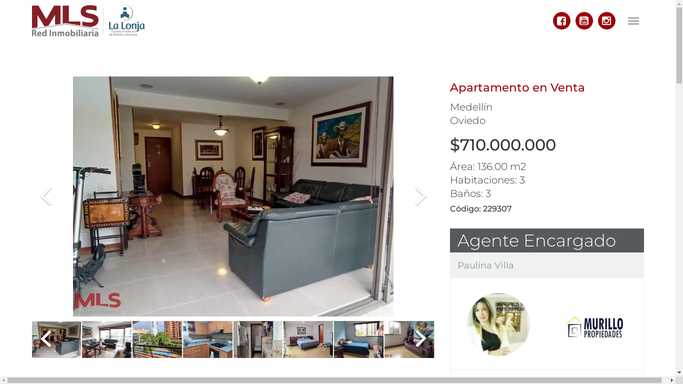 MLS
Red Inmobiliaria
La Lonja
Apartamento en Venta
Medellín
Oviedo
$710.000.000
Área: 136.00 m2
Habitaciones: 3
Baños: 3
Código: 229307
Agente Encargado
Paulina Villa
MLS
MURILLO
PROPIEDADES